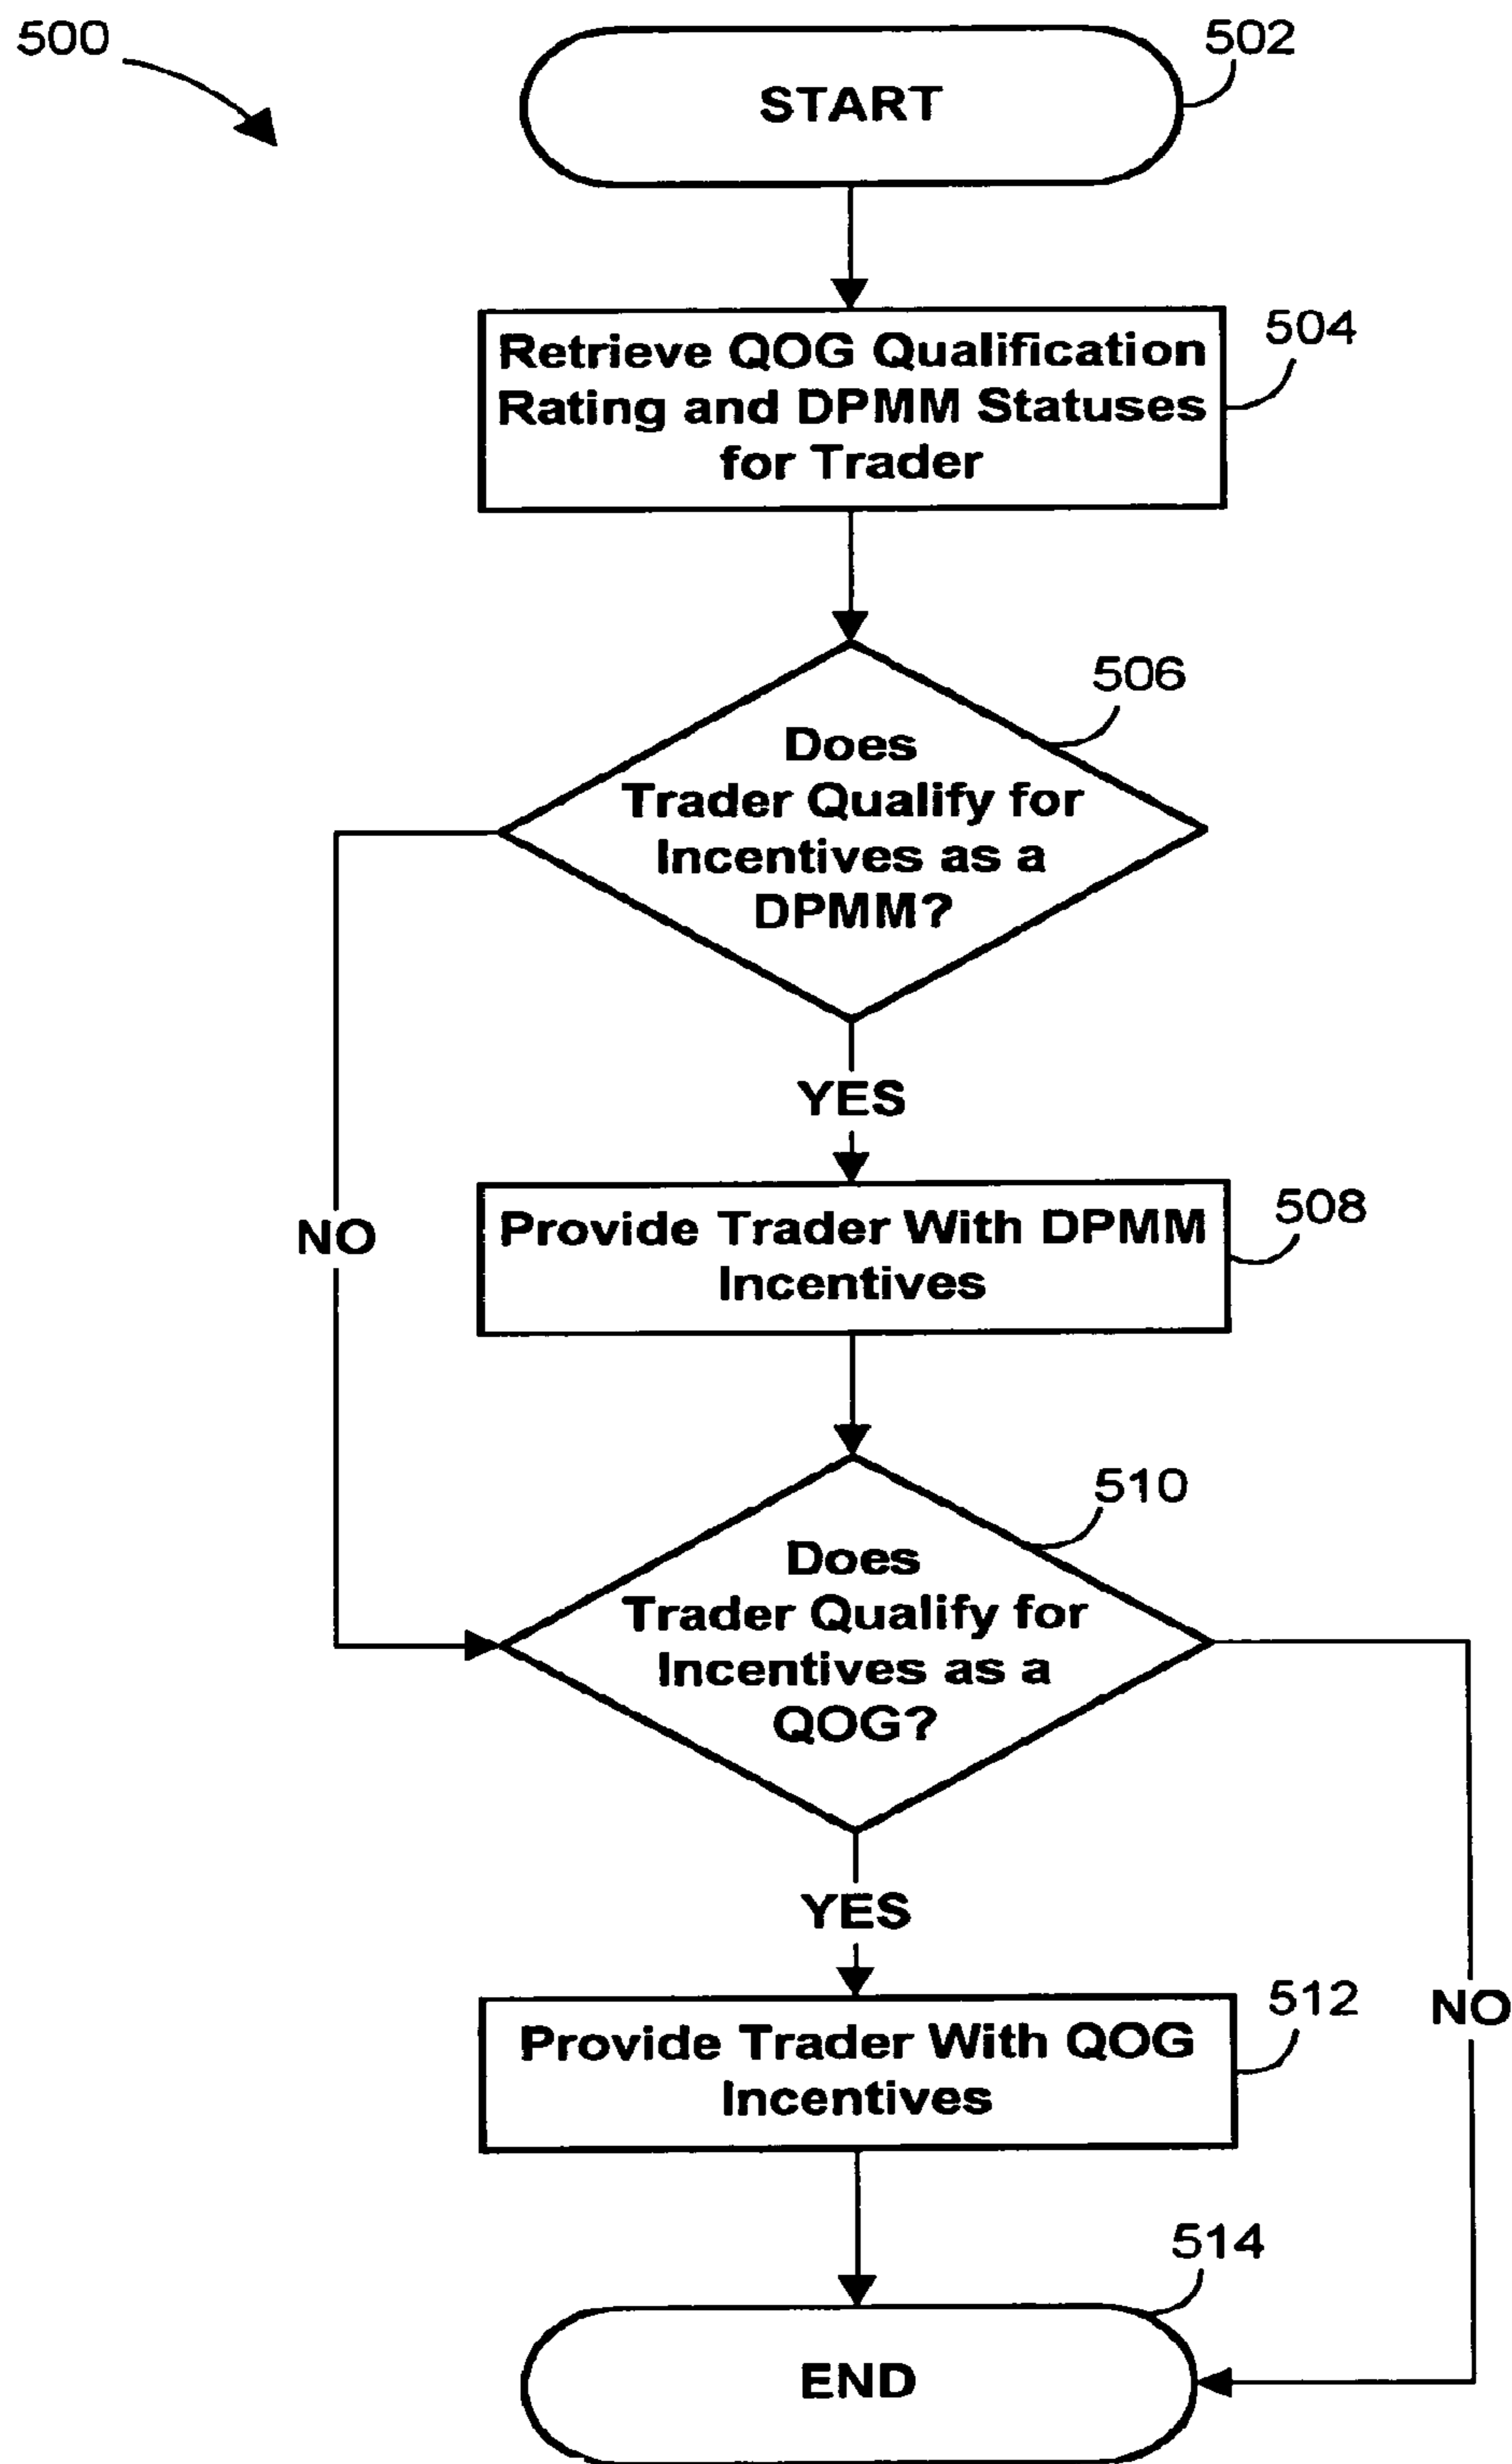 500
502
START
504
Retrieve QOG Qualification
Rating and DPMM Statuses
for Trader
506
Does
Trader Qualify for
Incentives as a
DPMM?
YES
NO
508
Provide Trader With DPMM
Incentives
510
Does
Trader Qualify for
Incentives as a
QOG?
YES
NO
512
Provide Trader With QOG
Incentives
514
END